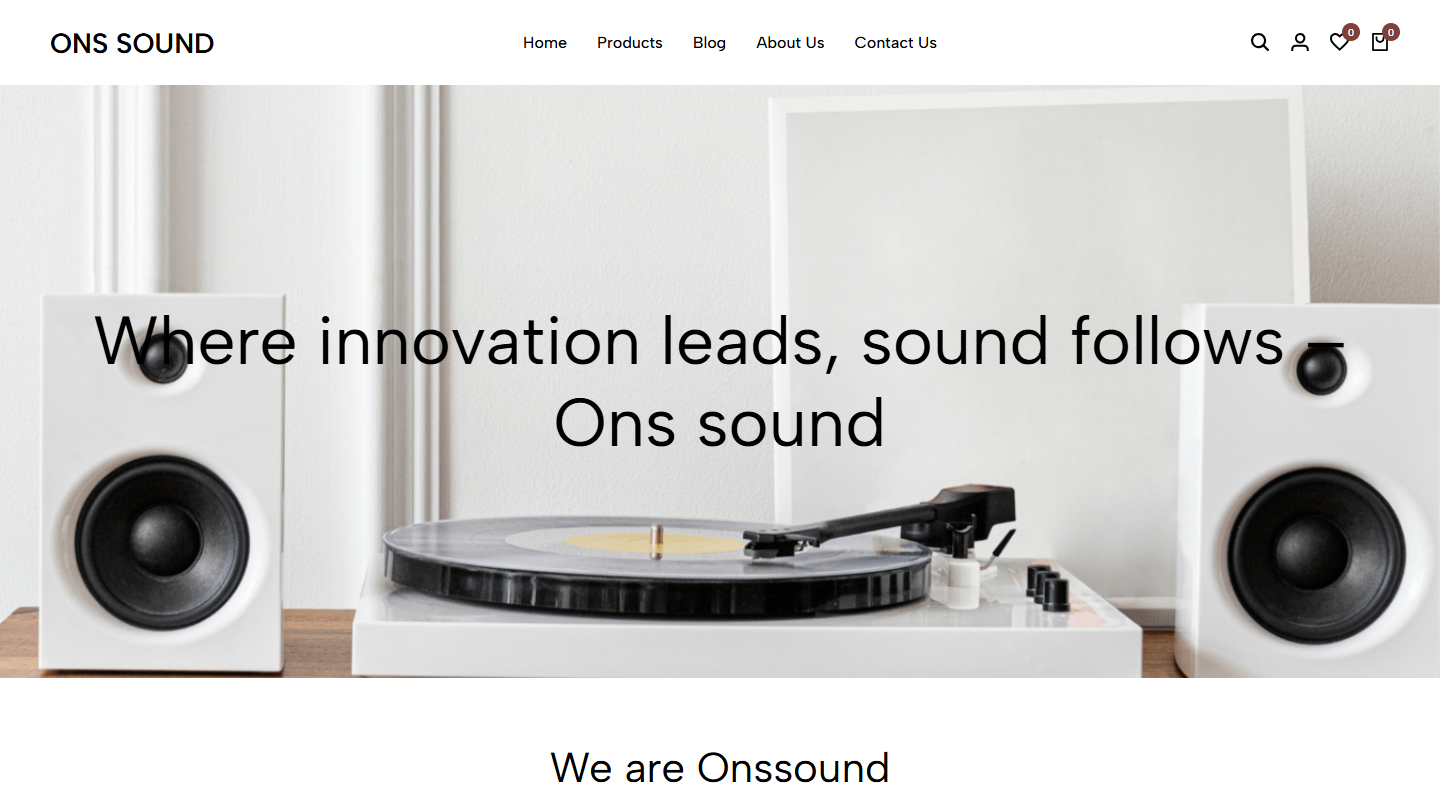 ONS SOUND
Home Products Blog About Us Contact Us
0 0
Where innovation leads, sound follows –
Ons sound
We are Onssound